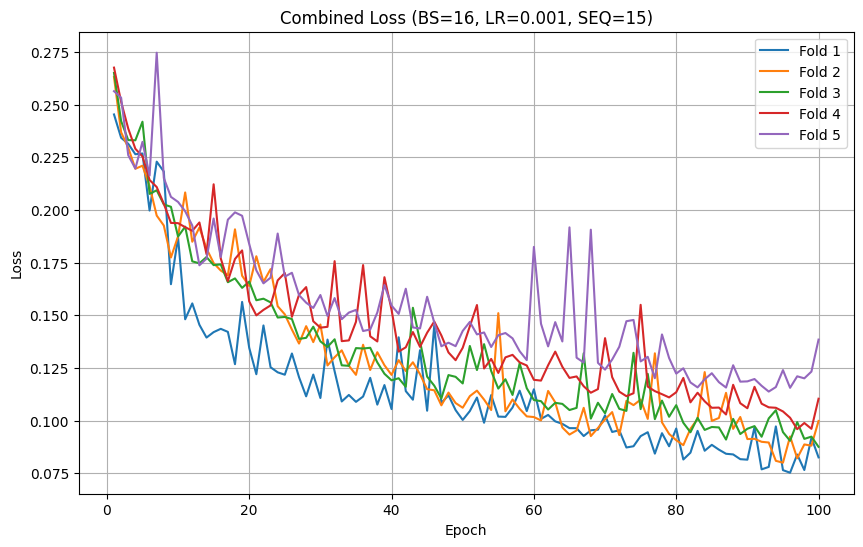 Combined Loss (BS=16, LR=0.001, SEQ=15)
Fold 1
Fold 2
Fold 3
Fold 4
Fold 5
0.275
0.250
0.225
0.200
0.175
0.150
0.125
0.100
0.075
Loss
0 20 40 60 80 100
Epoch